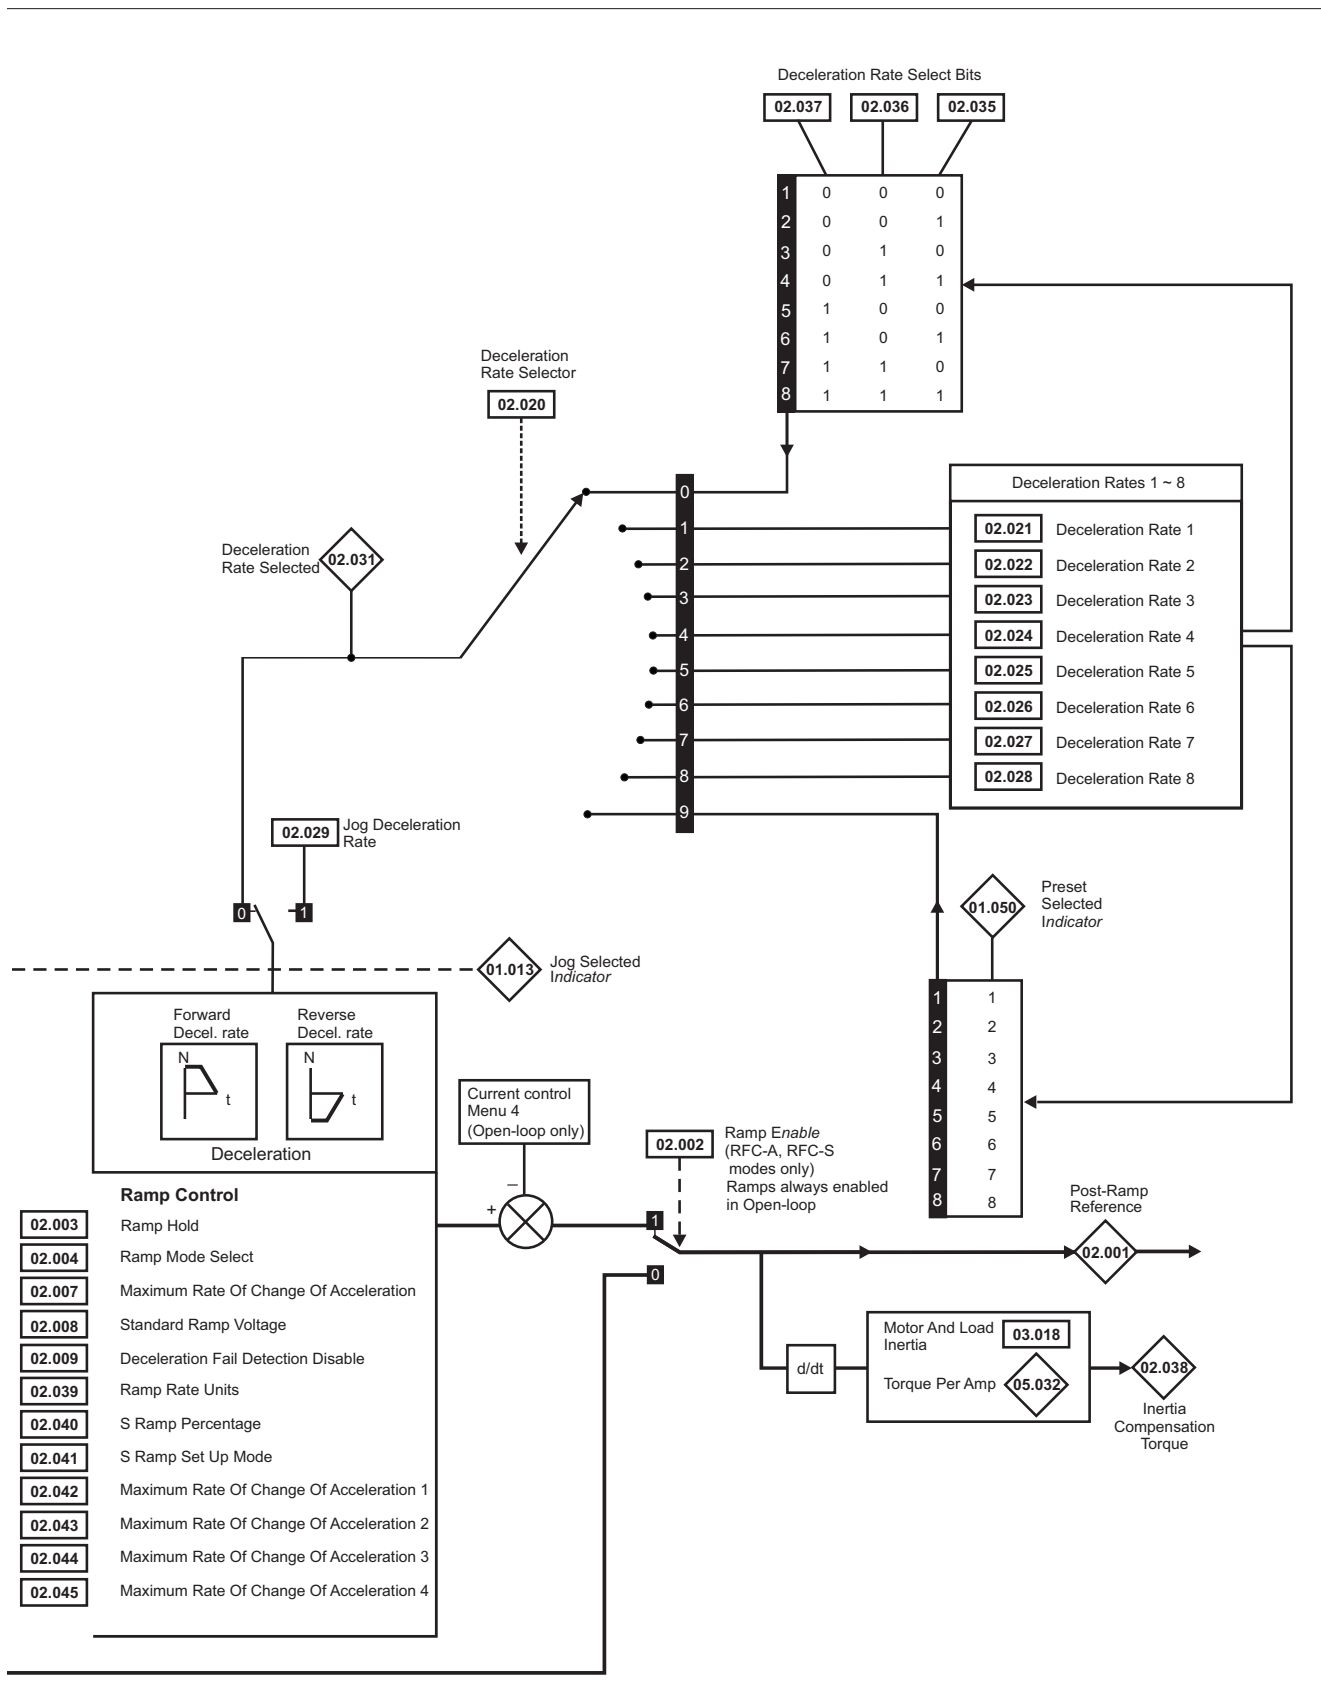 Deceleration Rate Select Bits
02.037 02.036 02.035
1 0 0 0
2 0 0 1
3 0 1 0
4 0 1 1
5 1 0 0
6 1 0 1
7 1 1 0
8 1 1 1
Deceleration
Rate Selector
02.020
0
1
2
3
4
5
6
7
8
9
Deceleration Rates 1 ~ 8
02.021 Deceleration Rate 1
02.022 Deceleration Rate 2
02.023 Deceleration Rate 3
02.024 Deceleration Rate 4
02.025 Deceleration Rate 5
02.026 Deceleration Rate 6
02.027 Deceleration Rate 7
02.028 Deceleration Rate 8
Deceleration
Rate Selected
02.031
02.029 Jog Deceleration
Rate
0 1
01.013 Jog Selected
Indicator
01.050 Preset
Selected
Indicator
1 1
2 2
3 3
4 4
5 5
6 6
7 7
8 8
Forward
Decel. rate
N
t
Reverse
Decel. rate
N
t
Deceleration
Current control
Menu 4
(Open-loop only)
–
+
02.002
Ramp Enable
(RFC-A, RFC-S
modes only)
Ramps always enabled
in Open-loop
1
0
Post-Ramp
Reference
02.001
Ramp Control
02.003 Ramp Hold
02.004 Ramp Mode Select
02.007 Maximum Rate Of Change Of Acceleration
02.008 Standard Ramp Voltage
02.009 Deceleration Fail Detection Disable
02.039 Ramp Rate Units
02.040 S Ramp Percentage
02.041 S Ramp Set Up Mode
02.042 Maximum Rate Of Change Of Acceleration 1
02.043 Maximum Rate Of Change Of Acceleration 2
02.044 Maximum Rate Of Change Of Acceleration 3
02.045 Maximum Rate Of Change Of Acceleration 4
d/dt
Motor And Load
Inertia
03.018
Torque Per Amp 05.032
02.038
Inertia
Compensation
Torque